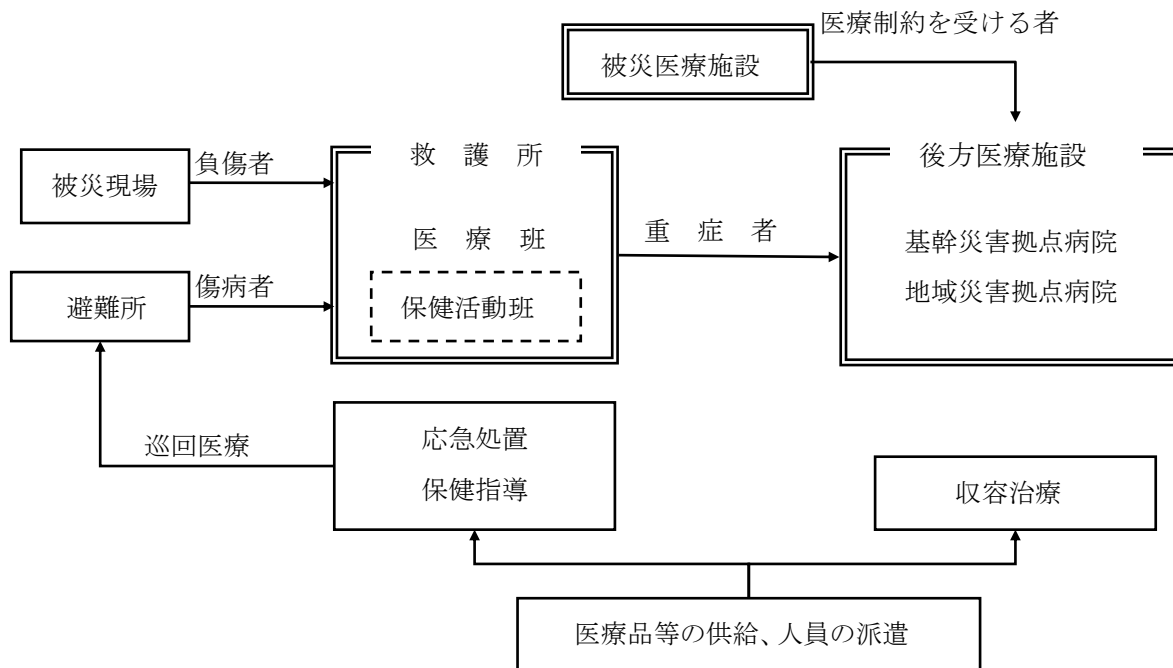 医療制約を受ける者
被災医療施設
救護所
後方医療施設
負傷者
被災現場
医療班
重症者
基幹災害拠点病院
傷病者
地域災害拠点病院
避難所
保健活動班
応急処置
巡回医療
保健指導
収容治療
医療品等の供給、人員の派遣